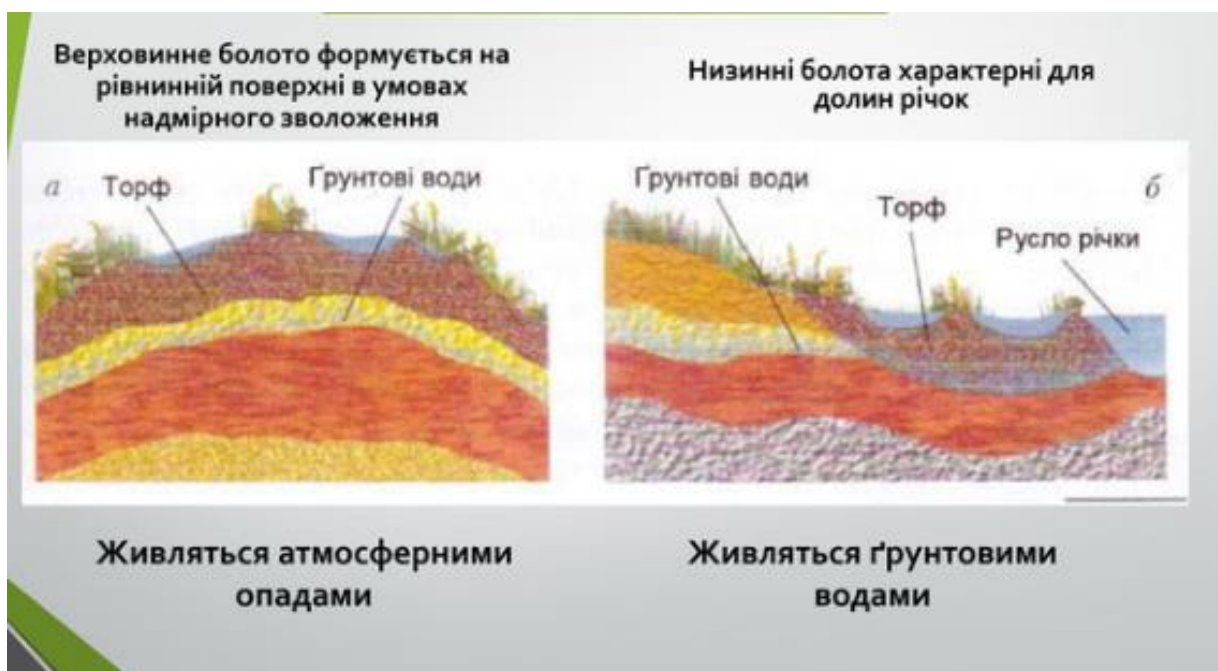 Верховинне болото формується на
рівнинній поверхні в умовах
надмірного зволоження
Низинні болота характерні для
долин річок
а
Торф
Ґрунтові води
Ґрунтові води
Торф
Русло річки
б
Живляться атмосферними
опадами
Живляться ґрунтовими
водами